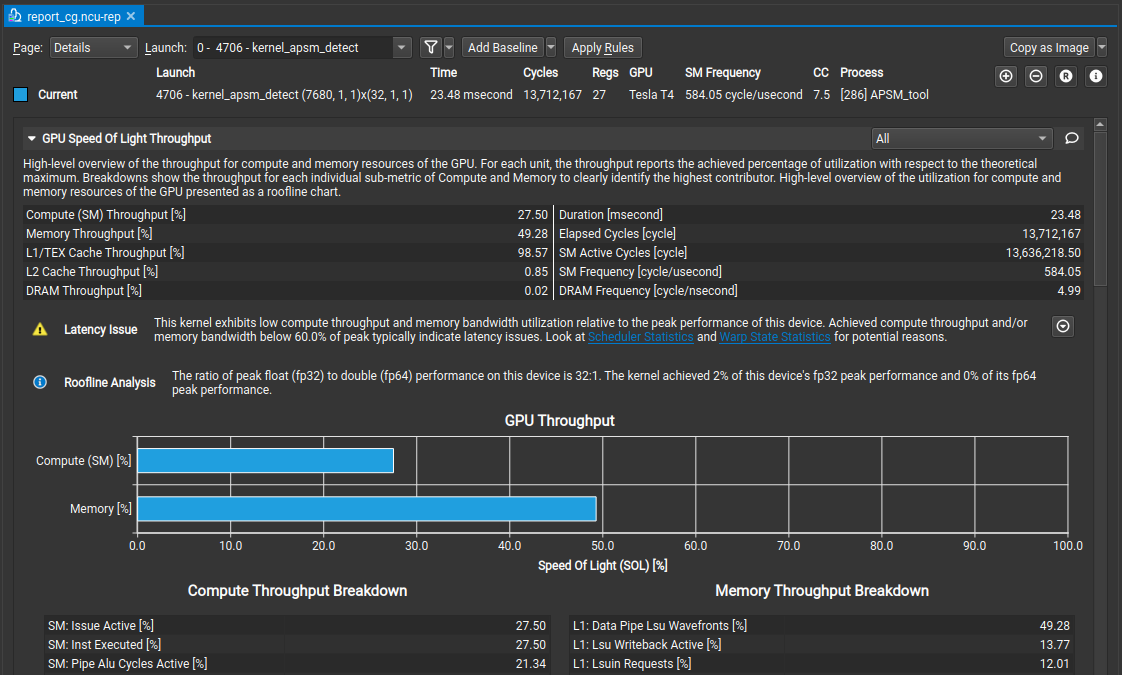 report_cg.ncu-rep
Page: Details Launch: 0 - 4706 - kernel_apsm_detect Add Baseline Apply Rules Copy as Image
Launch Time Cycles Regs GPU SM Frequency CC Process
Current 4706 - kernel_apsm_detect (7680, 1, 1)x(32, 1, 1) 23.48 msecond 13,712,167 27 Tesla T4 584.05 cycle/usecond 7.5 [286] APSM_tool
GPU Speed Of Light Throughput All
High-level overview of the throughput for compute and memory resources of the GPU. For each unit, the throughput reports the achieved percentage of utilization with respect to the theoretical
maximum. Breakdowns show the throughput for each individual sub-metric of Compute and Memory to clearly identify the highest contributor. High-level overview of the utilization for compute and
memory resources of the GPU presented as a roofline chart.
Compute (SM) Throughput [%] 27.50 Duration [msecond] 23.48
Memory Throughput [%] 49.28 Elapsed Cycles [cycle] 13,712,167
L1/TEX Cache Throughput [%] 98.57 SM Active Cycles [cycle] 13,636,218.50
L2 Cache Throughput [%] 0.85 SM Frequency [cycle/usecond] 584.05
DRAM Throughput [%] 0.02 DRAM Frequency [cycle/nsecond] 4.99
Latency Issue
This kernel exhibits low compute throughput and memory bandwidth utilization relative to the peak performance of this device. Achieved compute throughput and/or
memory bandwidth below 60.0% of peak typically indicate latency issues. Look at Scheduler Statistics and Warp State Statistics for potential reasons.
Roofline Analysis
The ratio of peak float (fp32) to double (fp64) performance on this device is 32:1. The kernel achieved 2% of this device's fp32 peak performance and 0% of its fp64
peak performance.
GPU Throughput
Compute (SM) [%]
Memory [%]
0.0 10.0 20.0 30.0 40.0 50.0 60.0 70.0 80.0 90.0 100.0
Speed Of Light (SOL) [%]
Compute Throughput Breakdown Memory Throughput Breakdown
SM: Issue Active [%] 27.50 L1: Data Pipe Lsu Wavefronts [%] 49.28
SM: Inst Executed [%] 27.50 L1: Lsu Writeback Active [%] 13.77
SM: Pipe Alu Cycles Active [%] 21.34 L1: Lsuin Requests [%] 12.01